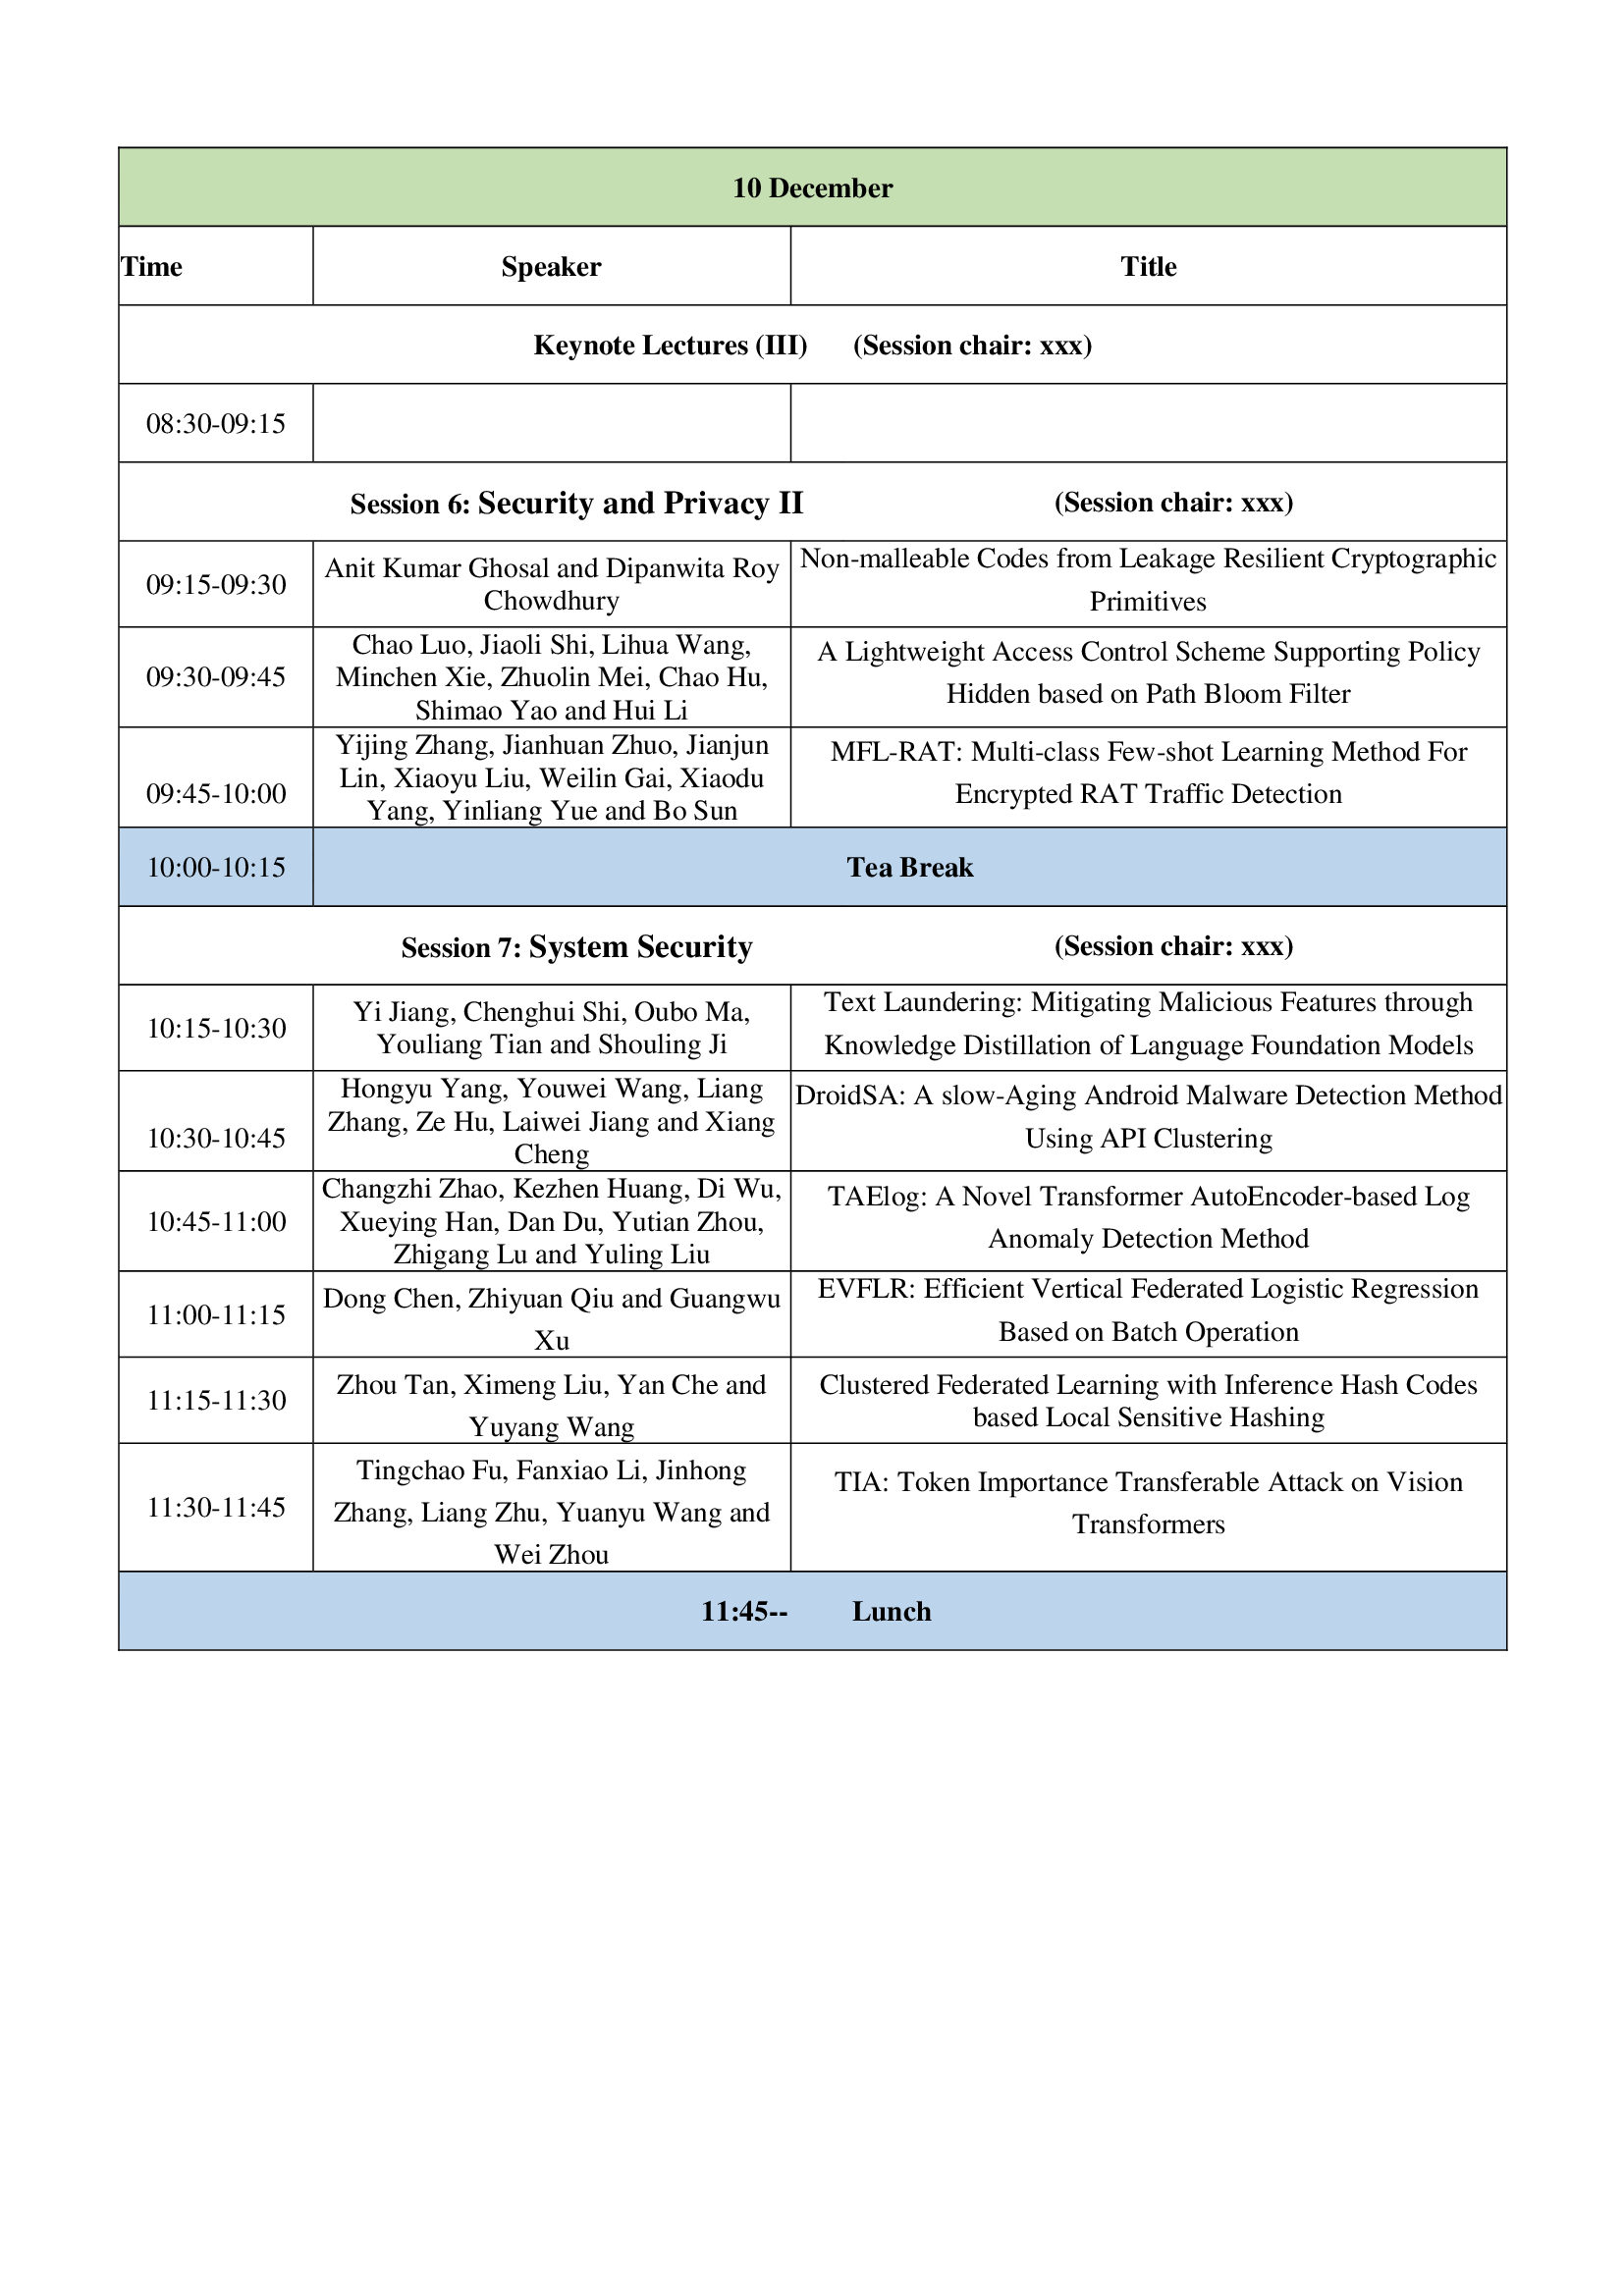 10 December
Time Speaker Title
Keynote Lectures (III) (Session chair: xxx)
08:30-09:15
Session 6: Security and Privacy II (Session chair: xxx)
09:15-09:30
Anit Kumar Ghosal and Dipanwita Roy
Chowdhury
Non-malleable Codes from Leakage Resilient Cryptographic
Primitives
09:30-09:45
Chao Luo, Jiaoli Shi, Lihua Wang,
Minchen Xie, Zhuolin Mei, Chao Hu,
Shimao Yao and Hui Li
A Lightweight Access Control Scheme Supporting Policy
Hidden based on Path Bloom Filter
09:45-10:00
Yijing Zhang, Jianhuan Zhuo, Jianjun
Lin, Xiaoyu Liu, Weilin Gai, Xiaodu
Yang, Yinliang Yue and Bo Sun
MFL-RAT: Multi-class Few-shot Learning Method For
Encrypted RAT Traffic Detection
10:00-10:15 Tea Break
Session 7: System Security (Session chair: xxx)
10:15-10:30
Yi Jiang, Chenghui Shi, Oubo Ma,
Youliang Tian and Shouling Ji
Text Laundering: Mitigating Malicious Features through
Knowledge Distillation of Language Foundation Models
10:30-10:45
Hongyu Yang, Youwei Wang, Liang
Zhang, Ze Hu, Laiwei Jiang and Xiang
Cheng
DroidSA: A slow-Aging Android Malware Detection Method
Using API Clustering
10:45-11:00
Changzhi Zhao, Kezhen Huang, Di Wu,
Xueying Han, Dan Du, Yutian Zhou,
Zhigang Lu and Yuling Liu
TAElog: A Novel Transformer AutoEncoder-based Log
Anomaly Detection Method
11:00-11:15
Dong Chen, Zhiyuan Qiu and Guangwu
Xu
EVFLR: Efficient Vertical Federated Logistic Regression
Based on Batch Operation
11:15-11:30
Zhou Tan, Ximeng Liu, Yan Che and
Yuyang Wang
Clustered Federated Learning with Inference Hash Codes
based Local Sensitive Hashing
11:30-11:45
Tingchao Fu, Fanxiao Li, Jinhong
Zhang, Liang Zhu, Yuanyu Wang and
Wei Zhou
TIA: Token Importance Transferable Attack on Vision
Transformers
11:45-- Lunch